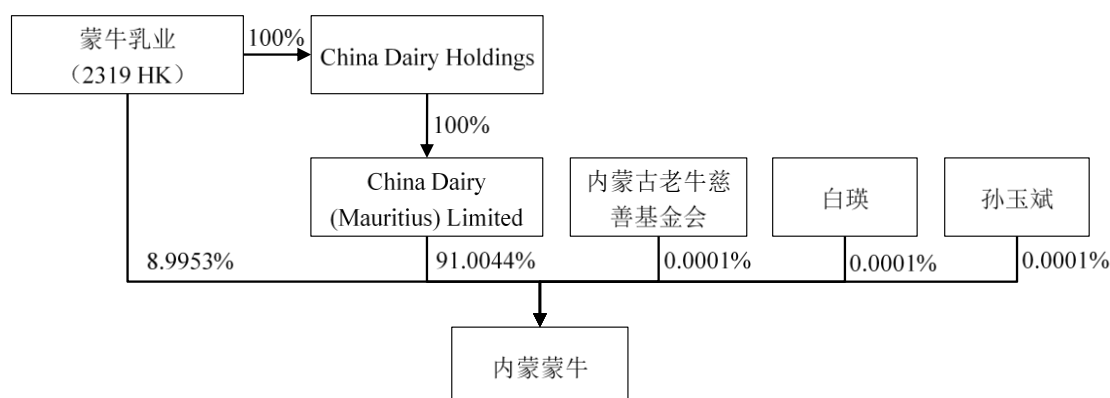 蒙牛乳业
（2319 HK）
100%
China Dairy Holdings
100%
China Dairy
(Mauritius) Limited
内蒙古老牛慈
善基金会
白瑛
孙玉斌
8.9953%
91.0044%
0.0001%
0.0001%
0.0001%
内蒙蒙牛